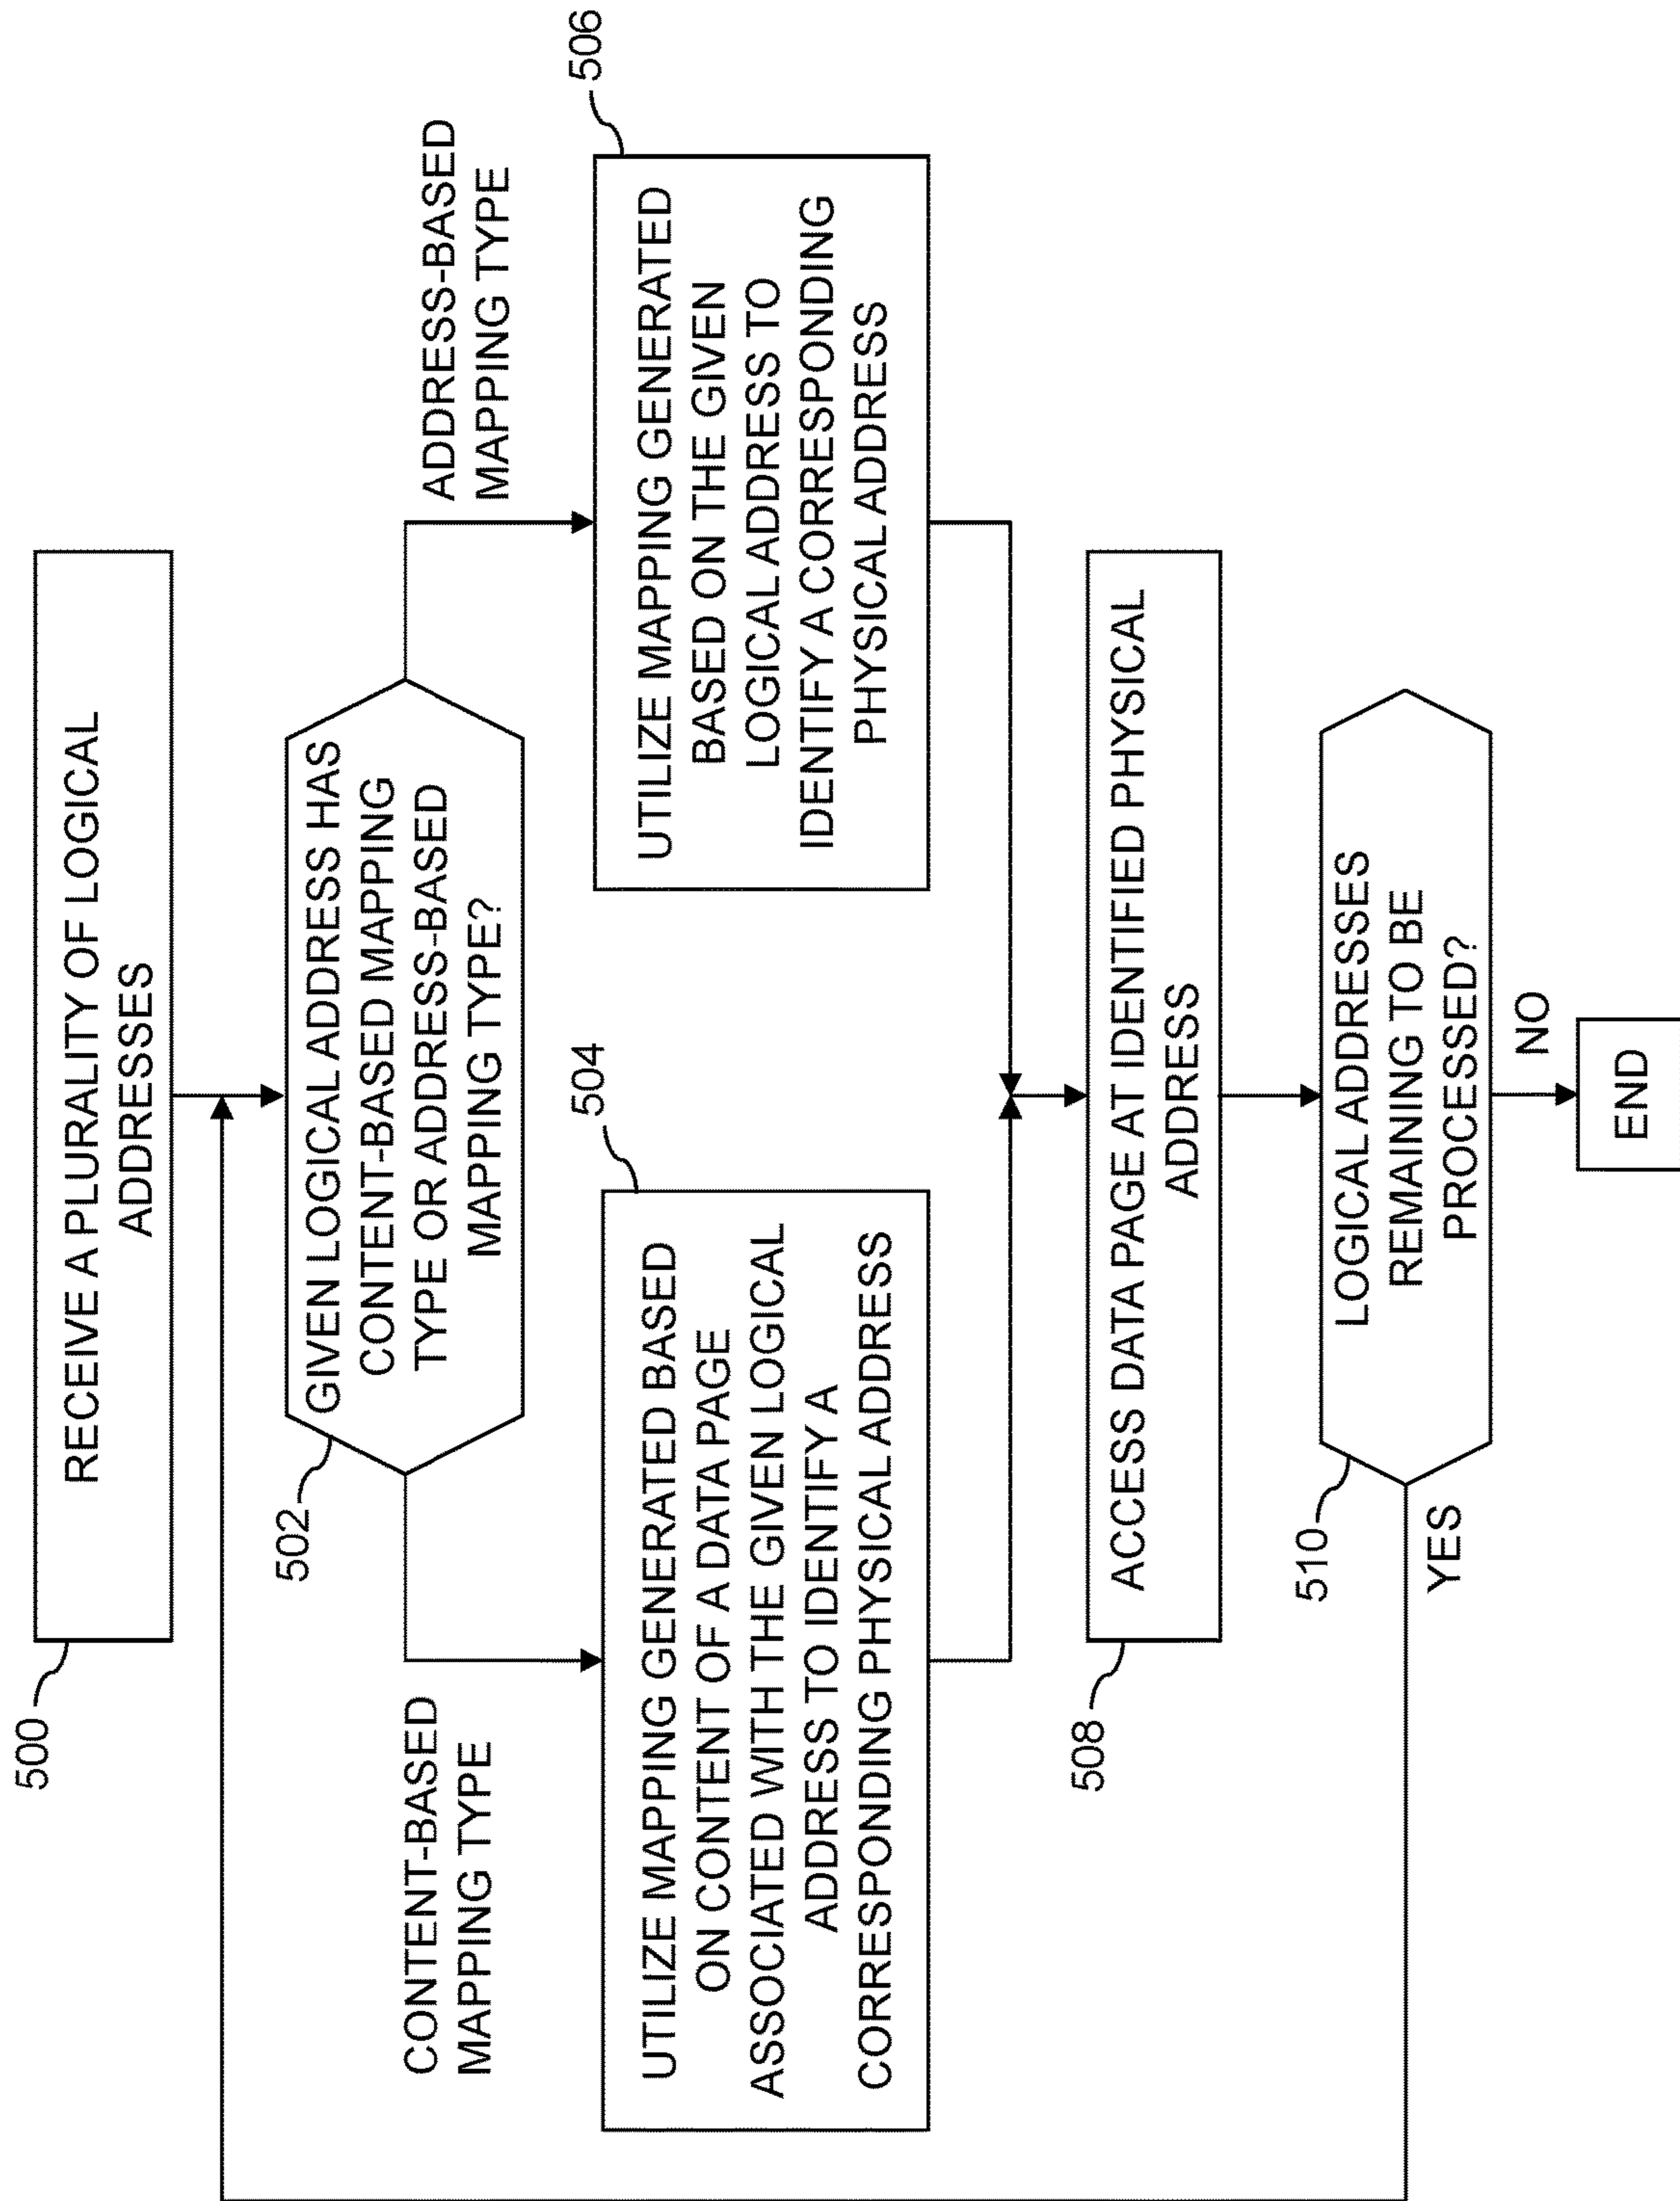 500
RECEIVE A PLURALITY OF LOGICAL
ADDRESSES
502
GIVEN LOGICAL ADDRESS HAS
CONTENT-BASED MAPPING
TYPE OR ADDRESS-BASED
MAPPING TYPE?
CONTENT-BASED
MAPPING TYPE
ADDRESS-BASED
MAPPING TYPE
504
UTILIZE MAPPING GENERATED BASED
ON CONTENT OF A DATA PAGE
ASSOCIATED WITH THE GIVEN LOGICAL
ADDRESS TO IDENTIFY A
CORRESPONDING PHYSICAL ADDRESS
506
UTILIZE MAPPING GENERATED
BASED ON THE GIVEN
LOGICAL ADDRESS TO
IDENTIFY A CORRESPONDING
PHYSICAL ADDRESS
508
ACCESS DATA PAGE AT IDENTIFIED PHYSICAL
ADDRESS
510
LOGICAL ADDRESSES
REMAINING TO BE
PROCESSED?
YES
NO
END